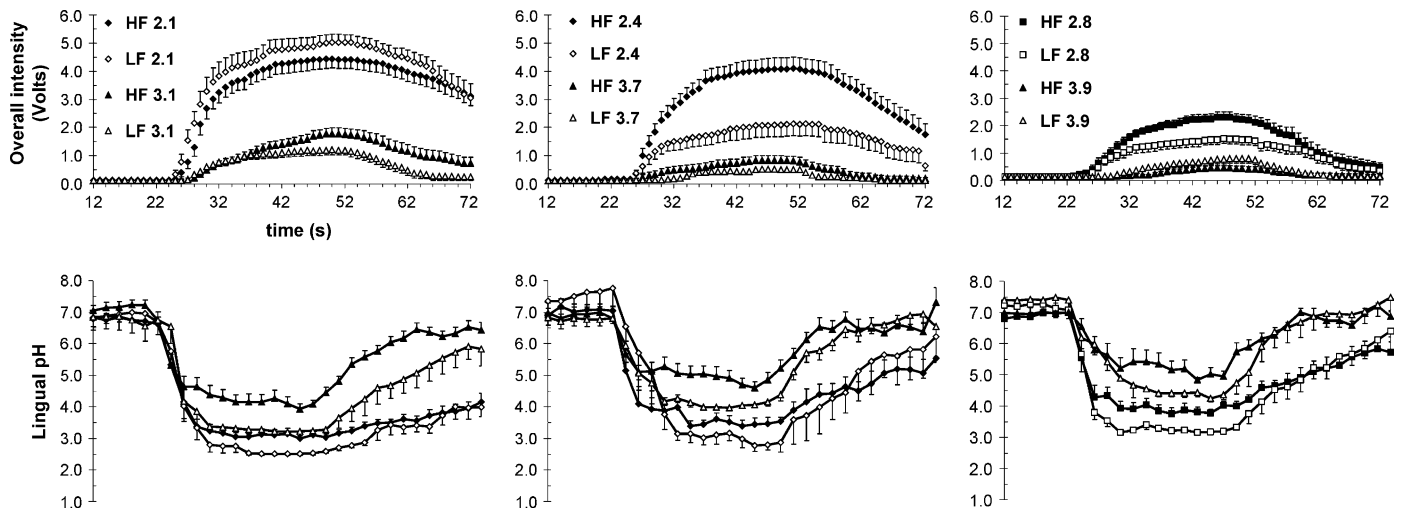 Overall intensity
(Volts)
6.0
5.0
4.0
3.0
2.0
1.0
0.0
HF 2.1
LF 2.1
HF 3.1
LF 3.1
12 22 32 42 52 62 72
time (s)
6.0
5.0
4.0
3.0
2.0
1.0
0.0
HF 2.4
LF 2.4
HF 3.7
LF 3.7
12 22 32 42 52 62 72
6.0
5.0
4.0
3.0
2.0
1.0
0.0
HF 2.8
LF 2.8
HF 3.9
LF 3.9
12 22 32 42 52 62 72
Lingual pH
8.0
7.0
6.0
5.0
4.0
3.0
2.0
1.0
8.0
7.0
6.0
5.0
4.0
3.0
2.0
1.0
8.0
7.0
6.0
5.0
4.0
3.0
2.0
1.0